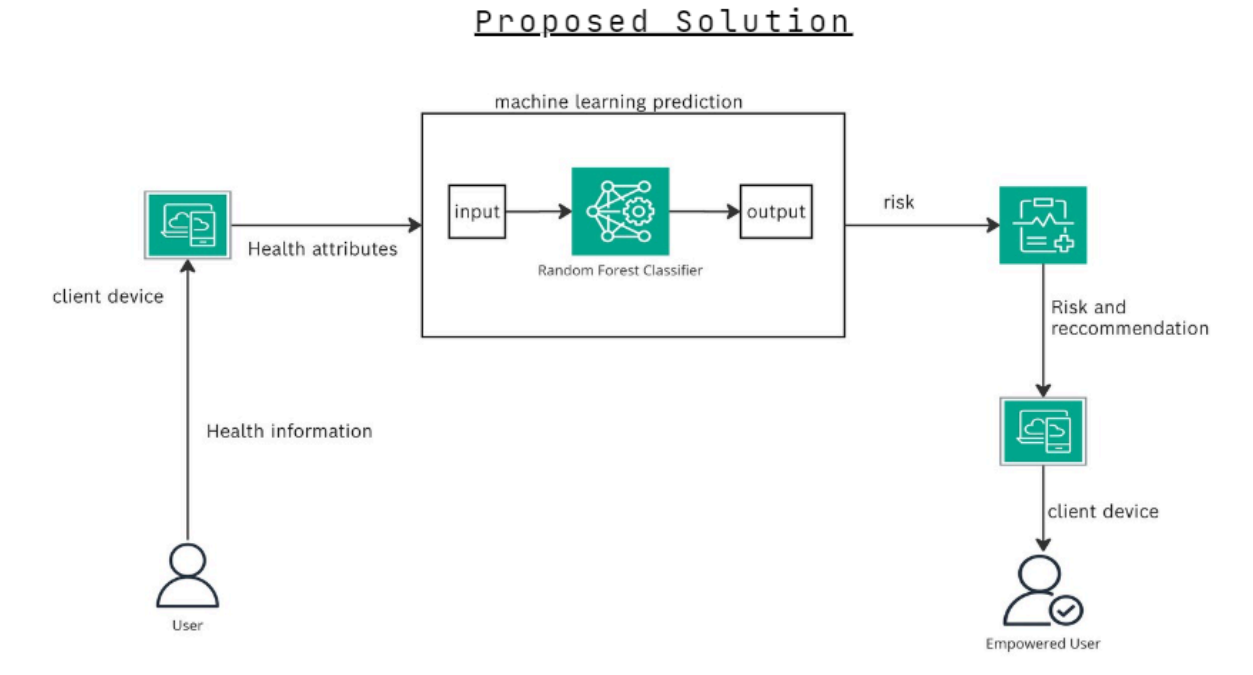 Proposed Solution
machine learning prediction
input
output
Random Forest Classifier
risk
Health attributes
client device
Health information
User
Risk and
reccommendation
client device
Empowered User